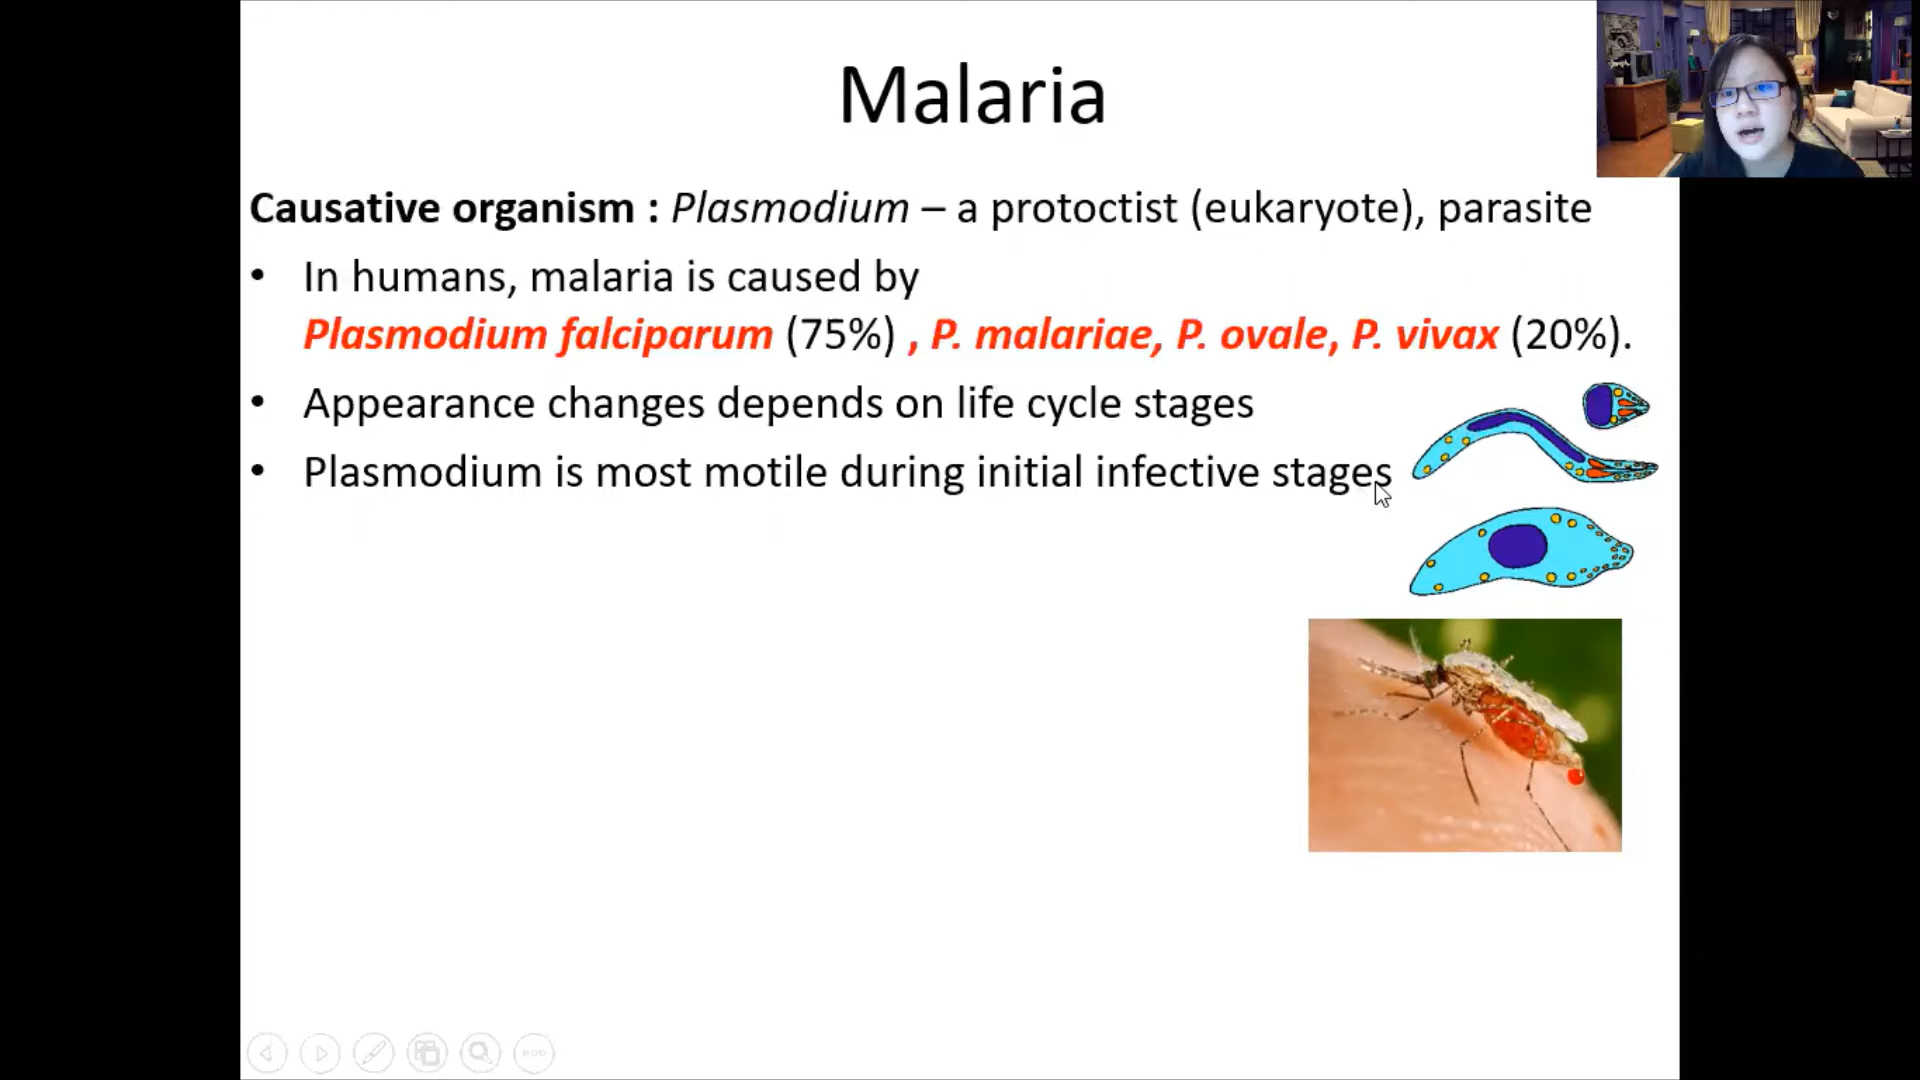 Malaria
Causative organism : Plasmodium – a protoctist (eukaryote), parasite
• In humans, malaria is caused by
Plasmodium falciparum (75%) , P. malariae, P. ovale, P. vivax (20%).
• Appearance changes depends on life cycle stages
• Plasmodium is most motile during initial infective stages